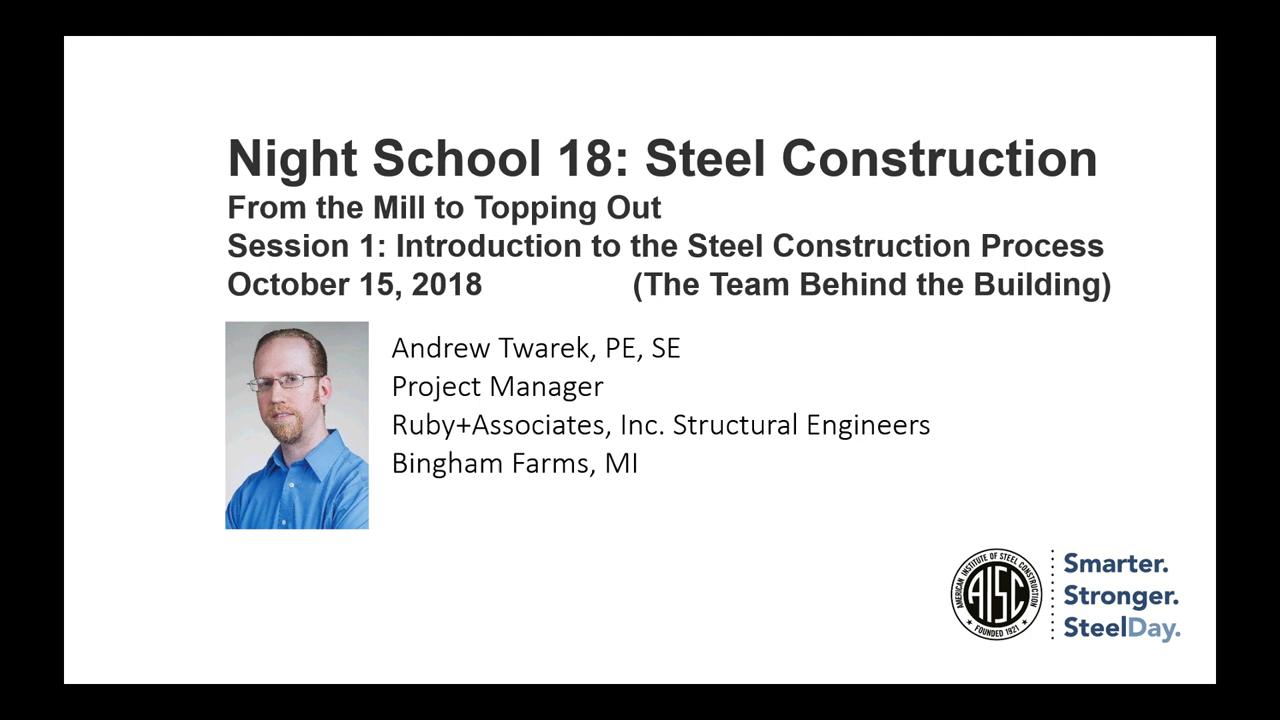 Night School 18: Steel Construction
From the Mill to Topping Out
Session 1: Introduction to the Steel Construction Process
October 15, 2018 (The Team Behind the Building)
Andrew Twarek, PE, SE
Project Manager
Ruby+Associates, Inc. Structural Engineers
Bingham Farms, MI
AMERICAN INSTITUTE OF STEEL CONSTRUCTION
AISC
FOUNDED 1921
Smarter.
Stronger.
SteelDay.